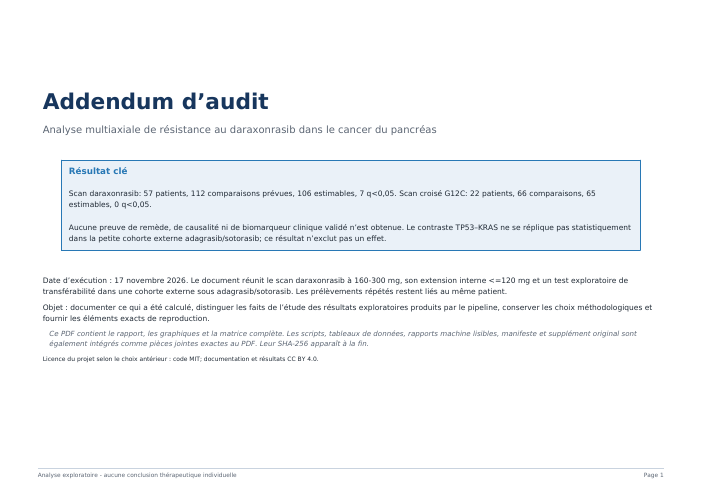 Addendum d’audit
Analyse multiaxiale de résistance au daraxonrasib dans le cancer du pancréas
Résultat clé
Scan daraxonrasib: 57 patients, 112 comparaisons prévues, 106 estimables, 7 q<0,05. Scan croisé G12C: 22 patients, 66 comparaisons, 65
estimables, 0 q<0,05.
Aucune preuve de remède, de causalité ni de biomarqueur clinique validé n’est obtenue. Le contraste TP53–KRAS ne se réplique pas statistiquement
dans la petite cohorte externe adagrasib/sotorasib; ce résultat n’exclut pas un effet.
Date d’exécution : 17 novembre 2026. Le document réunit le scan daraxonrasib à 160-300 mg, son extension interne <=120 mg et un test exploratoire de
transférabilité dans une cohorte externe sous adagrasib/sotorasib. Les prélèvements répétés restent liés au même patient.
Objet : documenter ce qui a été calculé, distinguer les faits de l’étude des résultats exploratoires produits par le pipeline, conserver les choix méthodologiques et
fournir les éléments exacts de reproduction.
Ce PDF contient le rapport, les graphiques et la matrice complète. Les scripts, tableaux de données, rapports machine lisibles, manifeste et supplément original sont
également intégrés comme pièces jointes exactes au PDF. Leur SHA-256 apparaît à la fin.
Licence du projet selon le choix antérieur : code MIT; documentation et résultats CC BY 4.0.
Analyse exploratoire - aucune conclusion thérapeutique individuelle
Page 1